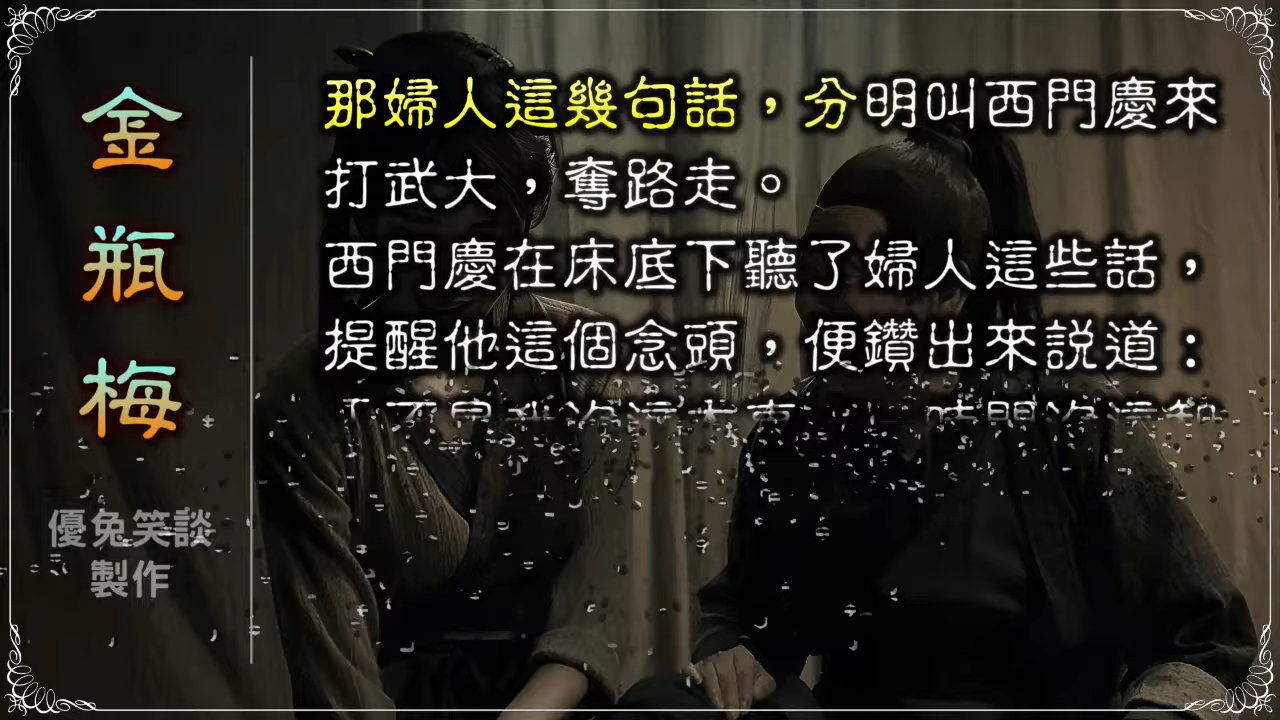 金瓶梅
優兔笑談
製作
那婦人這幾句話，分明叫西門慶來
打武大，奪路走。
西門慶在床底下聽了婦人這些話，
提醒他這個念頭，便鑽出來説道：